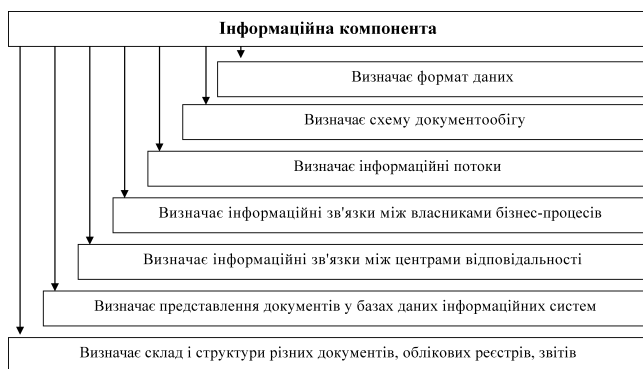 Інформаційна компонента
Визначає формат даних
Визначає схему документообігу
Визначає інформаційні потоки
Визначає інформаційні зв'язки між власниками бізнес-процесів
Визначає інформаційні зв'язки між центрами відповідальності
Визначає представлення документів у базах даних інформаційних систем
Визначає склад і структури різних документів, облікових реєстрів, звітів